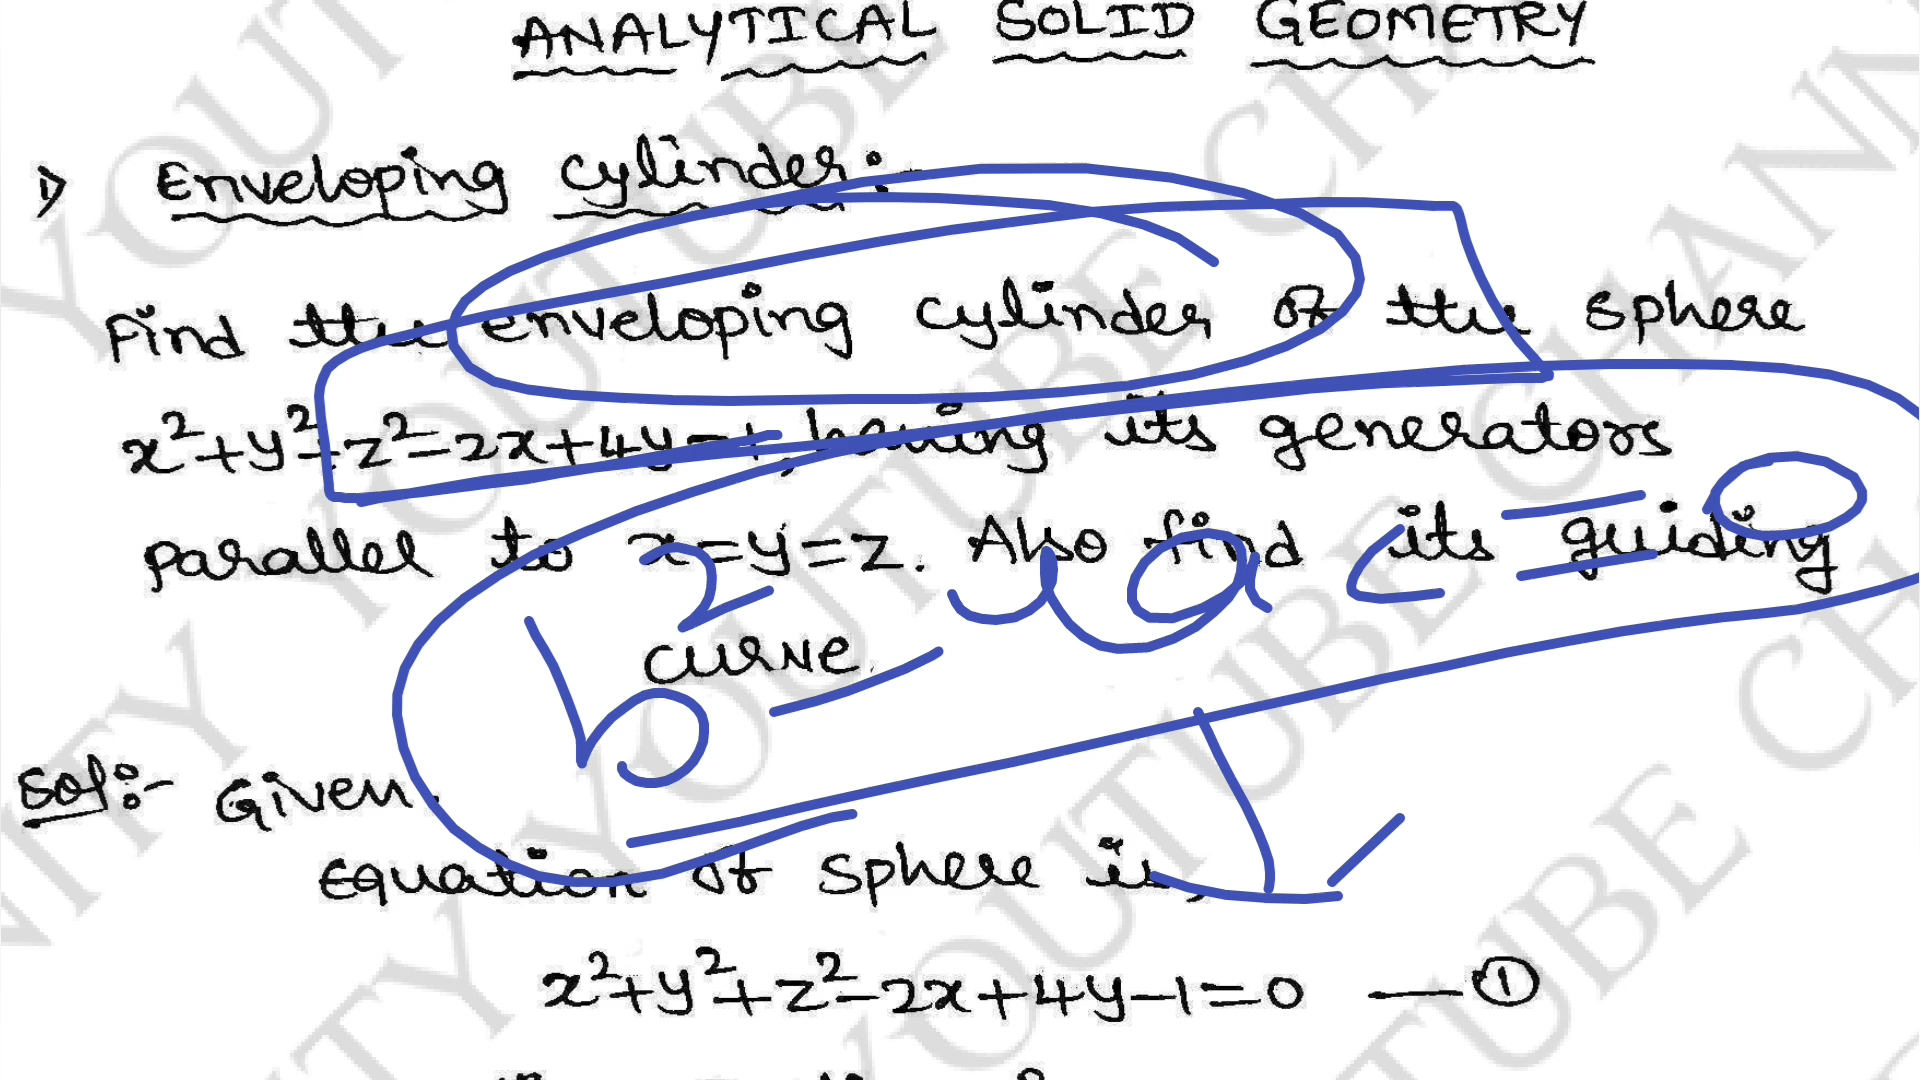 ANALYTICAL SOLID GEOMETRY
1) Enveloping cylinder:-
Find the enveloping cylinder of the sphere
x²+y²+z²-2x+4y=1, having its generators
parallel to x=y=z. Also find its guiding
curve.
Sol:- Given.
Equation of sphere is,
x²+y²+z²-2x+4y-1=0 — ①